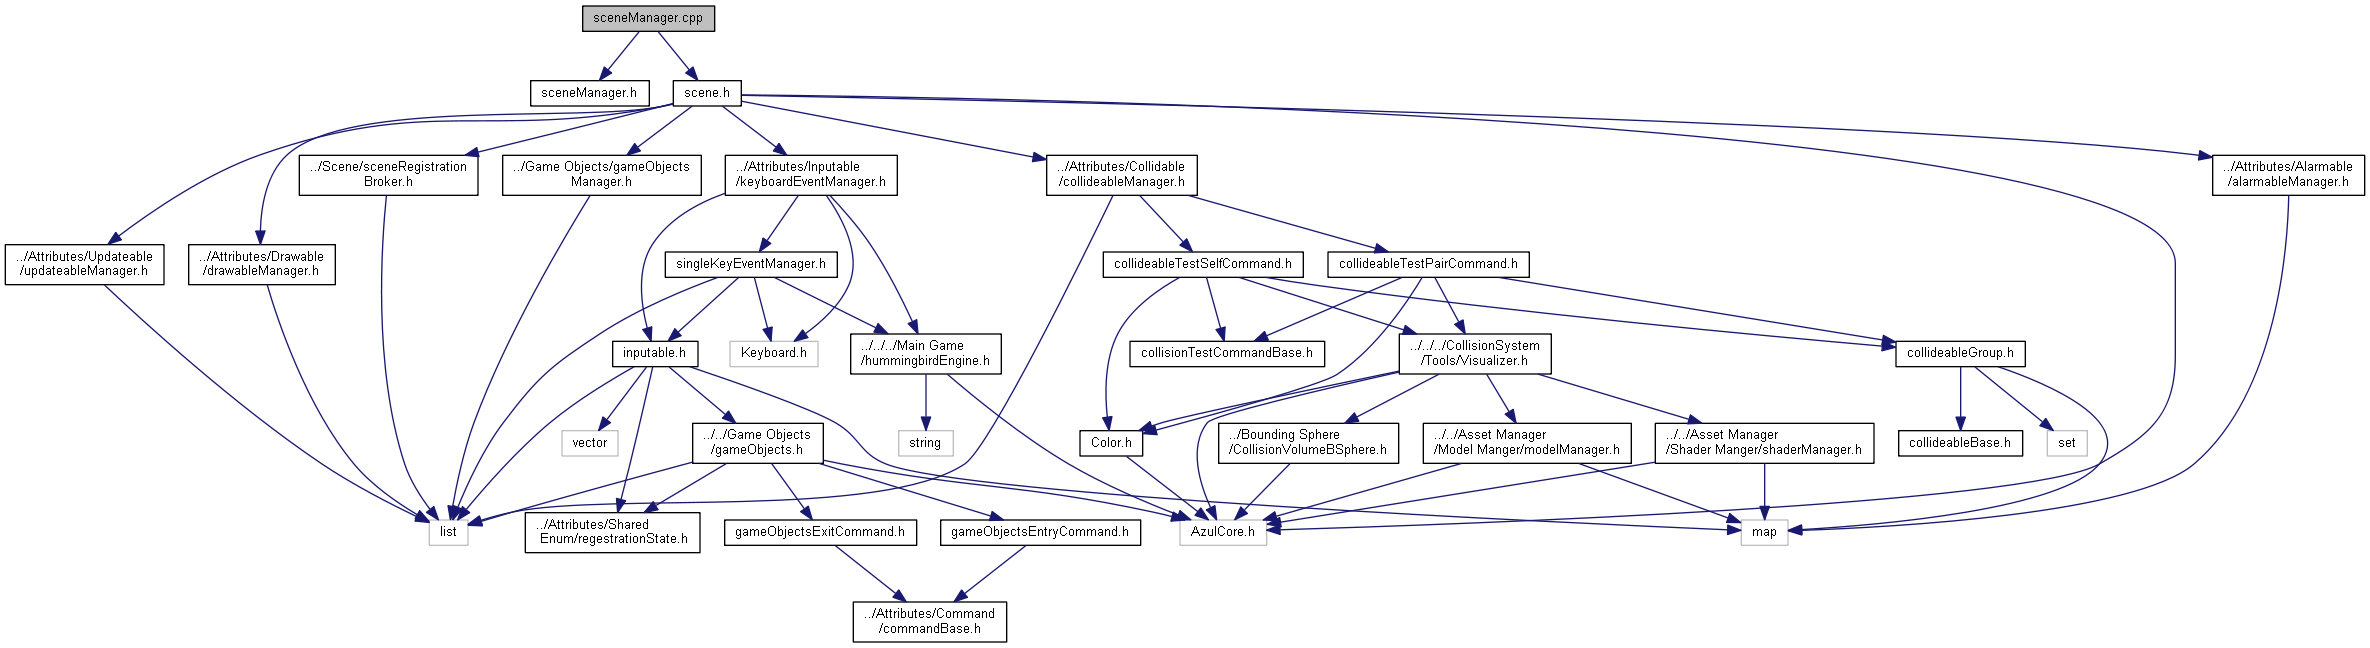 sceneManager.cpp
sceneManager.h
scene.h
../Scene/sceneRegistration
Broker.h
../Game Objects/gameObjects
Manager.h
../Attributes/Inputable
/keyboardEventManager.h
../Attributes/Collidable
/collideableManager.h
../Attributes/Alarmable
/alarmableManager.h
../Attributes/Updateable
/updateableManager.h
../Attributes/Drawable
/drawableManager.h
singleKeyEventManager.h
collideableTestSelfCommand.h
collideableTestPairCommand.h
inputable.h
Keyboard.h
../../../Main Game
/hummingbirdEngine.h
collisionTestCommandBase.h
../../../CollisionSystem
/Tools/Visualizer.h
collideableGroup.h
vector
../../Game Objects
/gameObjects.h
string
Color.h
../Bounding Sphere
/CollisionVolumeBSphere.h
../../Asset Manager
/Model Manger/modelManager.h
../../Asset Manager
/Shader Manger/shaderManager.h
collideableBase.h
set
list
../Attributes/Shared
Enum/regestrationState.h
gameObjectsExitCommand.h
gameObjectsEntryCommand.h
AzulCore.h
map
../Attributes/Command
/commandBase.h